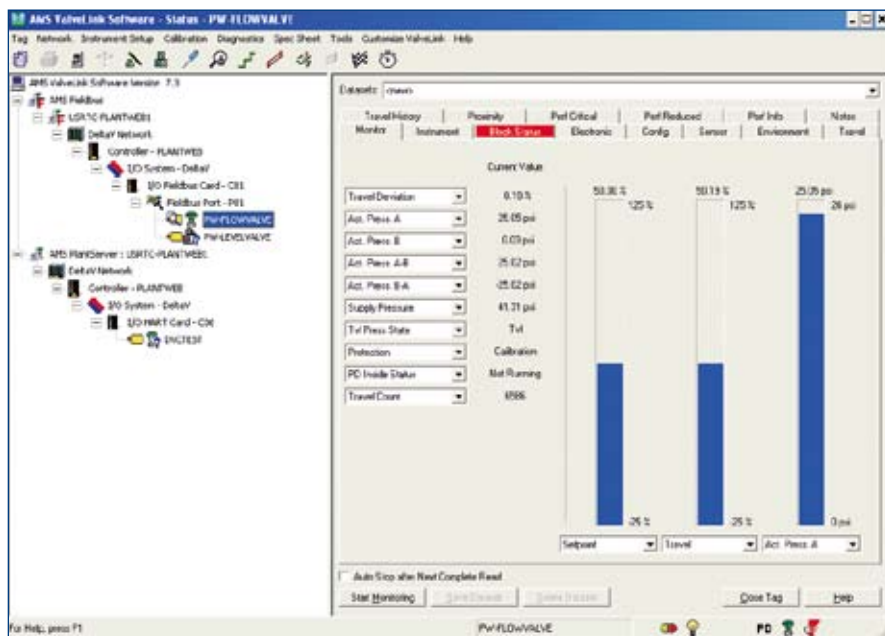 AMS ValveLink Software - Status - PW-FLOWVALVE
Tag Network Instrument Setup Calibration Diagnostics Spec Sheet Tools Customize ValveLink Help
AMS ValveLink Software Version 7.3
AMS Fieldbus
USRTC-PLANTWEB1
DeltaV Network
Controller - PLANTWEB
I/O System - DeltaV
I/O Fieldbus Card - C01
Fieldbus Port - P01
PW-FLOWVALVE
PW-LEVELVALVE
AMS PlantServer : USRTC-PLANTWEB1
DeltaV Network
Controller - PLANTWEB
I/O System - DeltaV
I/O HART Card - C06
DVCTEST
Datasets
Travel History Proximity Perf Critical Perf Reduced Perf Info Notes
Monitor Instrument Block Status Electronic Config Sensor Environment Travel
Current Value
Travel Deviation 0.10 %
Act. Press. A 25.05 psi
Act. Press. B 0.03 psi
Act. Press. A-B 25.02 psi
Act. Press. B-A -25.02 psi
Supply Pressure 41.31 psi
Tvl Press State Tvl
Protection Calibration
PD Inside Status Not Running
Travel Count 6586
50.19 % 25.05 psi
125 % 125 % 28 psi
-25 % -25 % 0 psi
Setpoint Travel Act. Press. A
Auto Stop after Next Complete Read
Start Monitoring Save Dataset Delete Dataset Close Tag Help
For Help, press F1 PW-FLOWVALVE PD